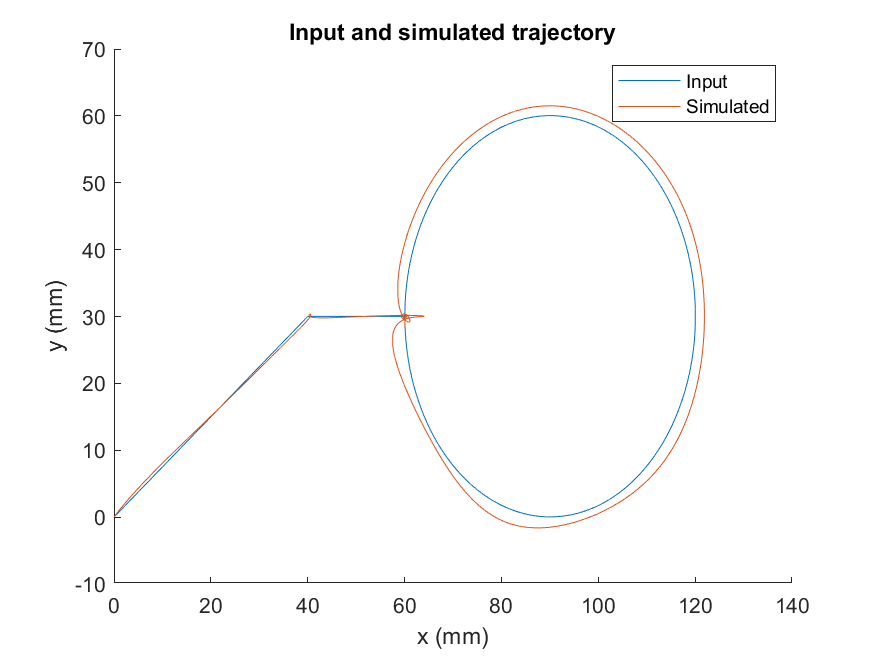 Input and simulated trajectory
70
60
50
40
30
20
10
0
-10
0 20 40 60 80 100 120 140
x (mm)
y (mm)
Input
Simulated